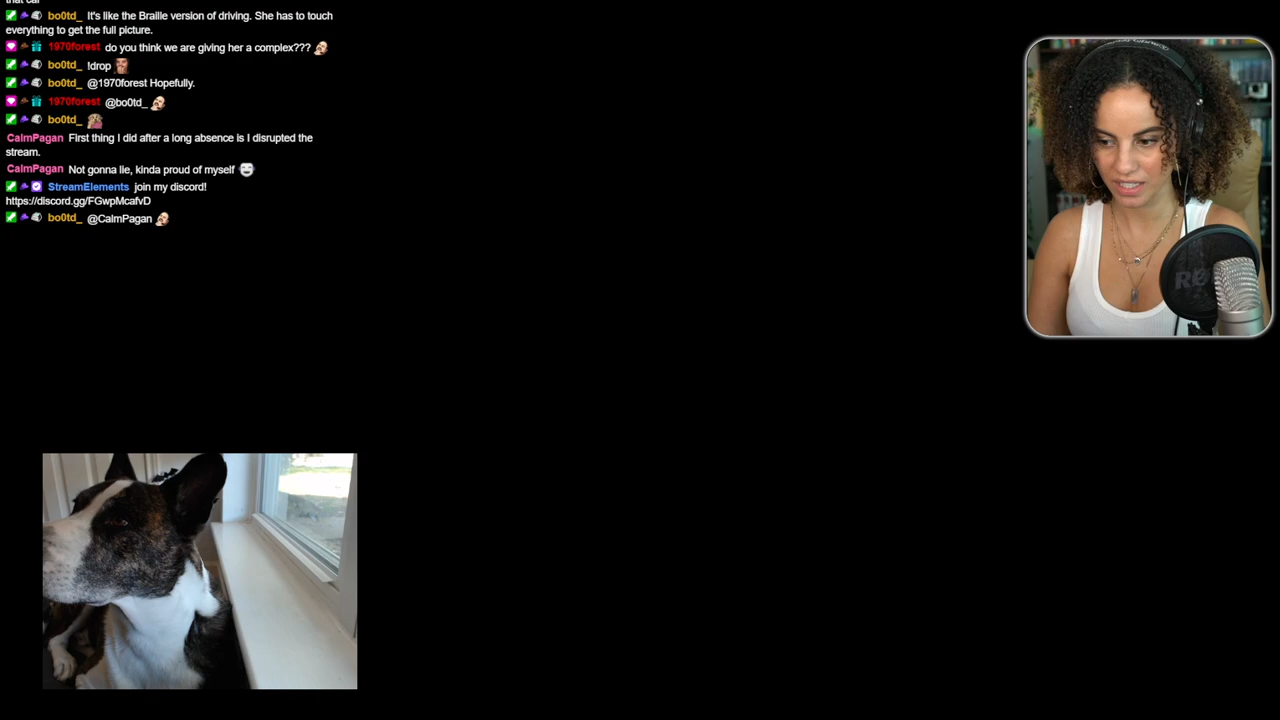 that car
bo0td_ It's like the Braille version of driving. She has to touch
everything to get the full picture.
1970forest do you think we are giving her a complex???
bo0td_ !drop
bo0td_ @1970forest Hopefully.
1970forest @bo0td_
bo0td_
CalmPagan First thing I did after a long absence is I disrupted the
stream.
CalmPagan Not gonna lie, kinda proud of myself
StreamElements join my discord!
https://discord.gg/FGwpMcafvD
bo0td_ @CalmPagan